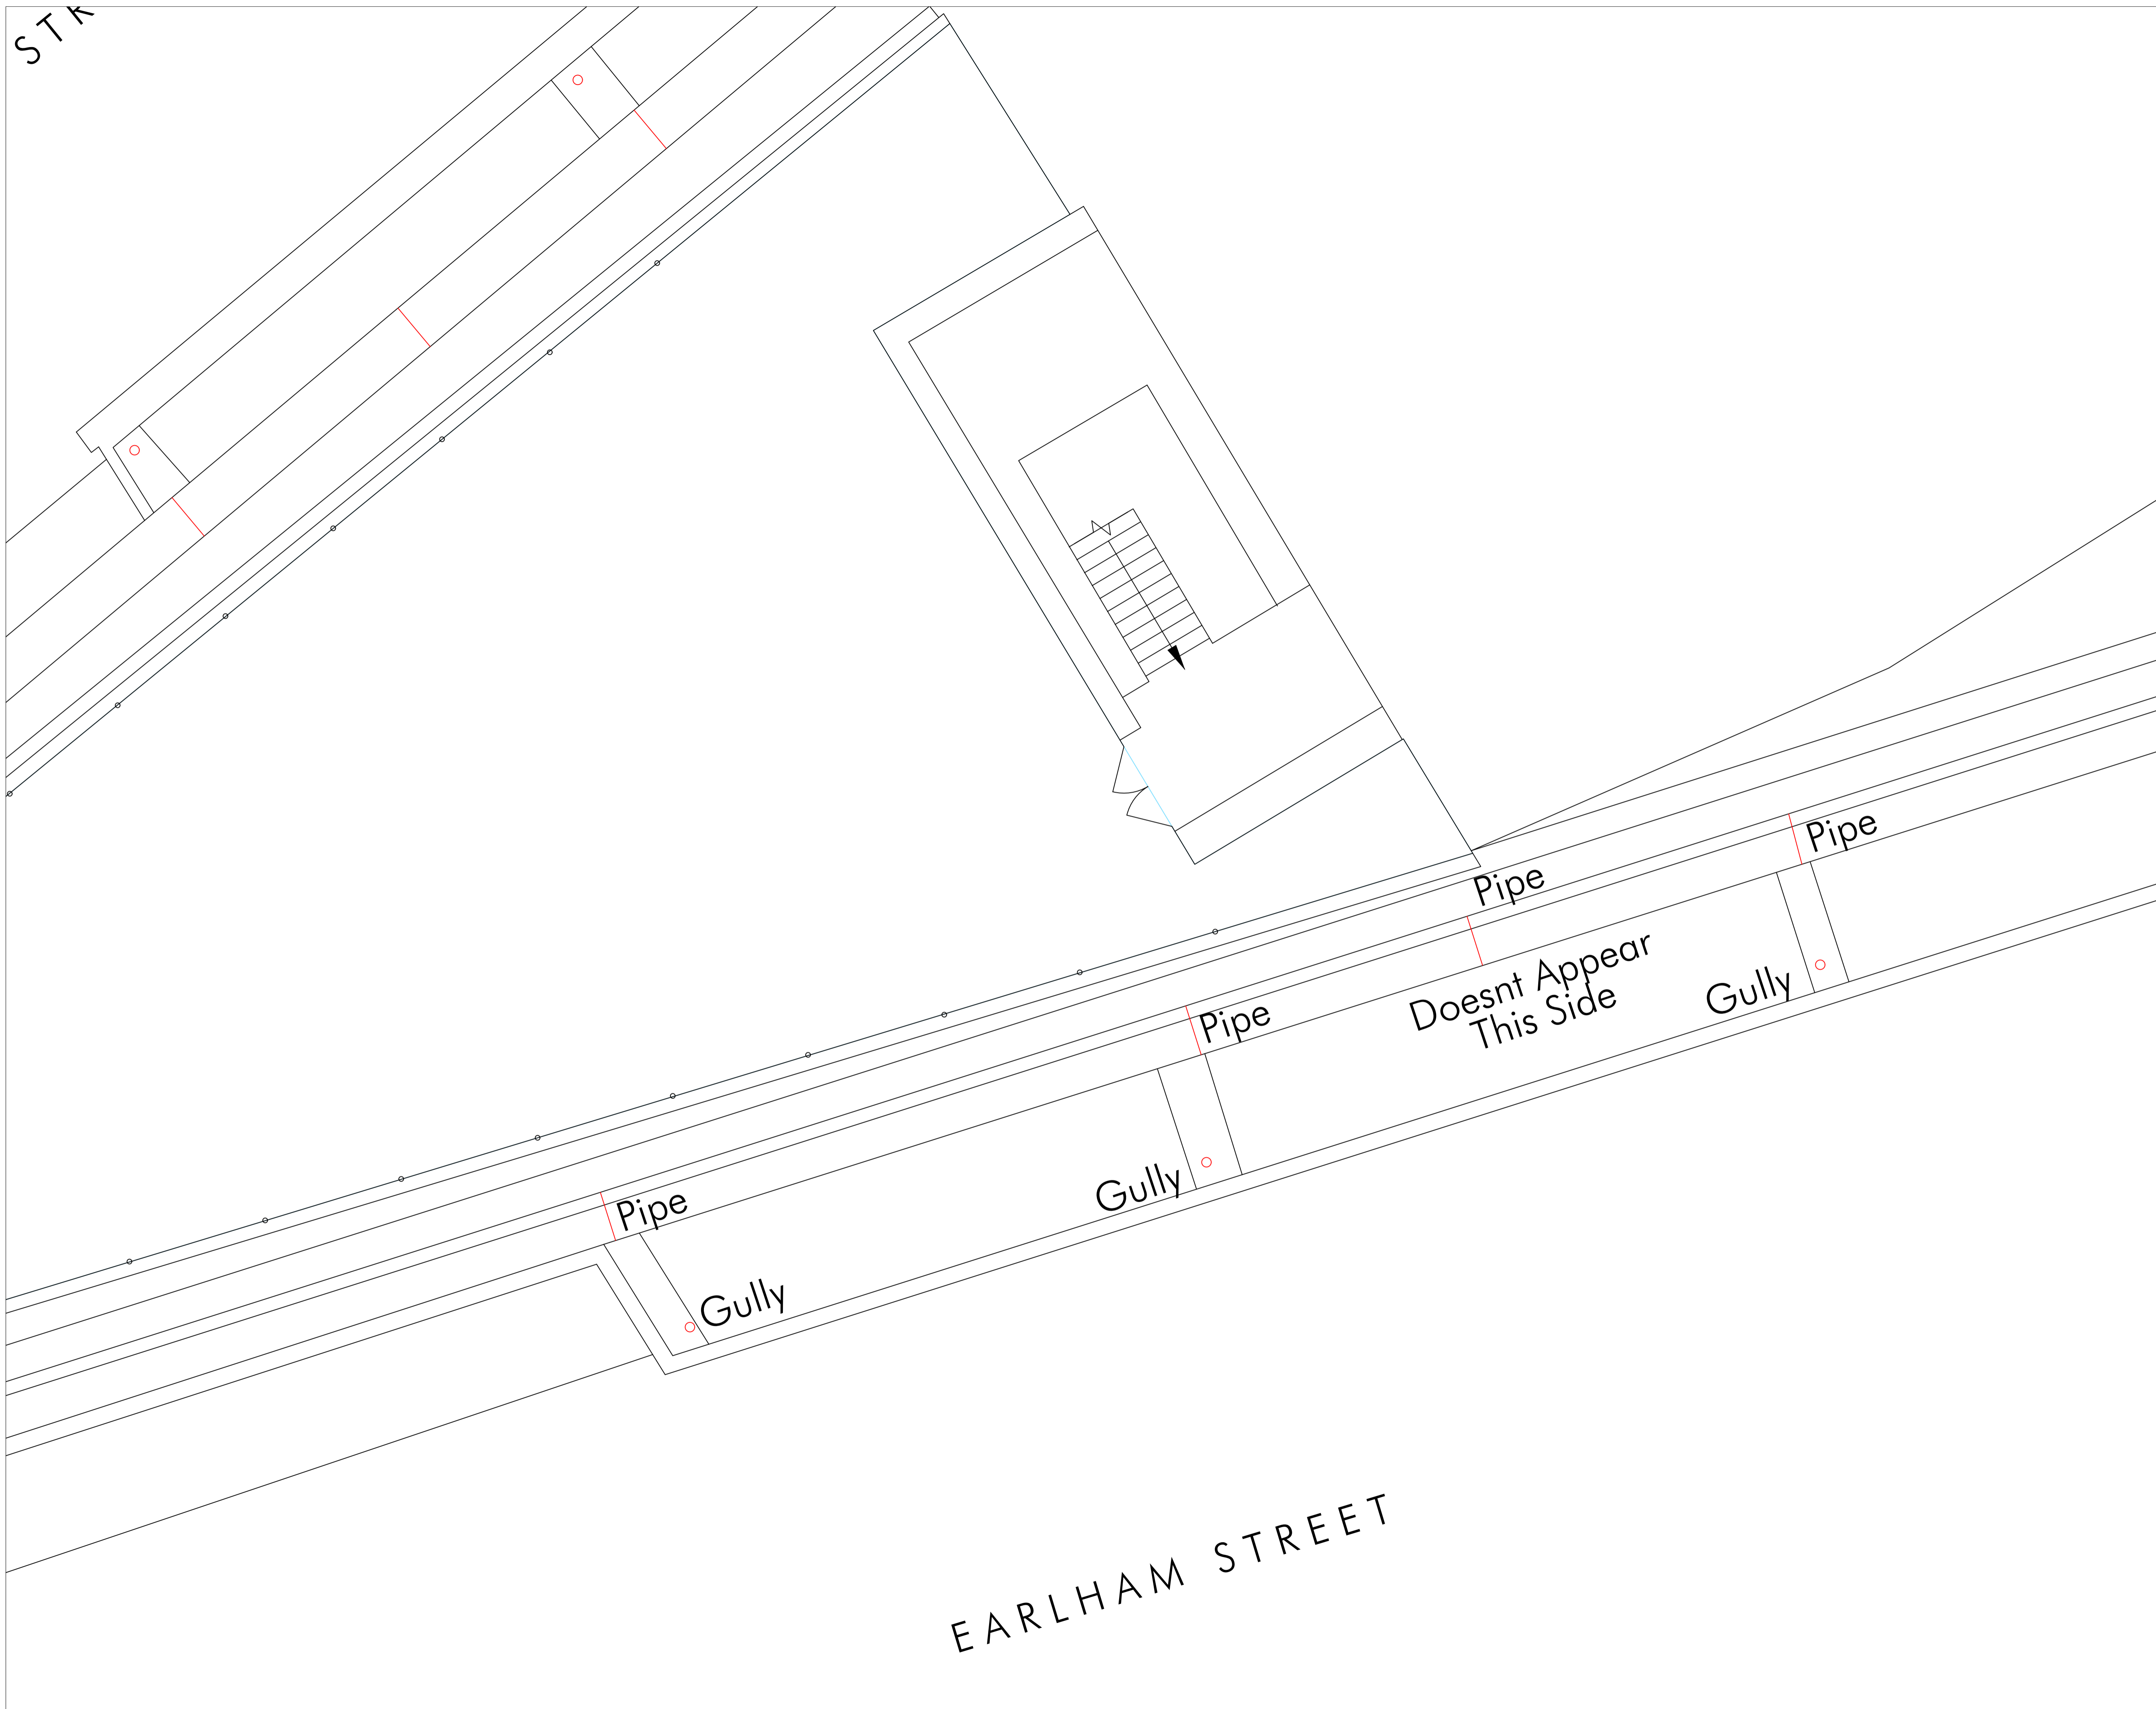 Pipe
Pipe
Doesnt Appear
This Side
Gully
Pipe
Gully
Pipe
Gully
EARLHAM STREET